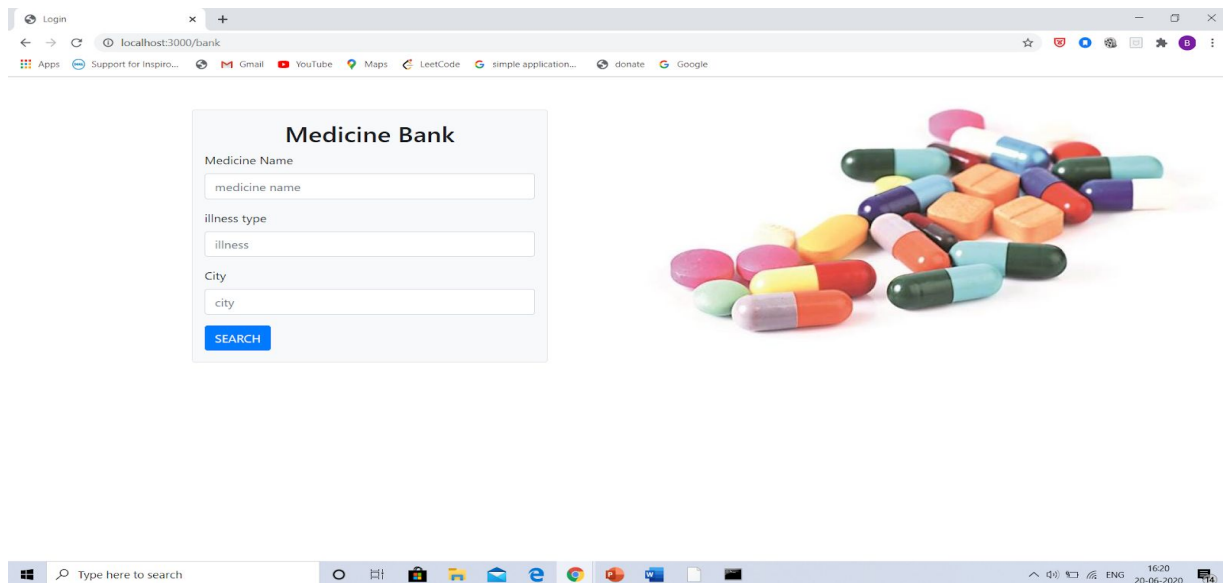 Login
localhost:3000/bank
B
Apps Support for Inspiro... Gmail YouTube Maps LeetCode simple application... donate Google
Medicine Bank
Medicine Name
medicine name
illness type
illness
City
city
SEARCH
Type here to search
ENG
16:20
20-06-2020